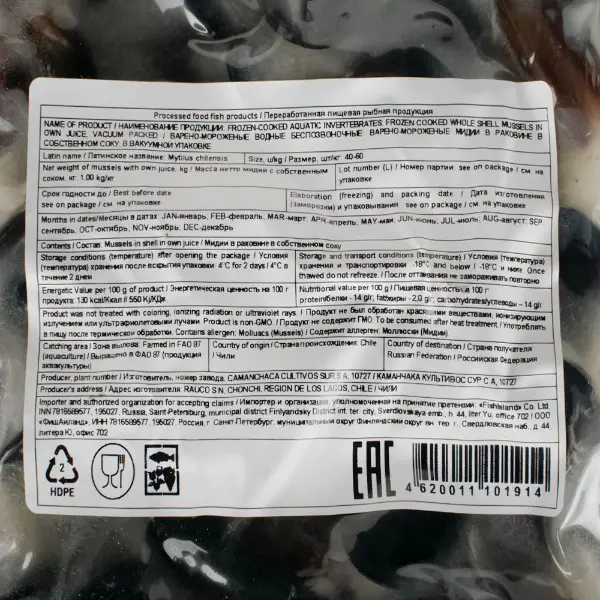 Processed food fish products / Переработанная пищевая рыбная продукция
NAME OF PRODUCT / НАИМЕНОВАНИЕ ПРОДУКЦИИ: FROZEN-COOKED AQUATIC INVERTEBRATES. FROZEN COOKED WHOLE SHELL MUSSELS IN
OWN JUICE, VACUUM PACKED / ВАРЕНО-МОРОЖЕНЫЕ ВОДНЫЕ БЕСПОЗВОНОЧНЫЕ ВАРЕНО-МОРОЖЕНЫЕ МИДИИ В РАКОВИНЕ В
СОБСТВЕННОМ СОКУ, В ВАКУУМНОЙ УПАКОВКЕ
Latin name / Латинское название: Mytilus chilensis
Size, u/kg / Размер, шт/кг: 40-60
Net weight of mussels with own juice, kg / Масса нетто мидий с собственным
соком, кг: 1,00 kg/кг
Lot number (L) / Номер партии: see on package / см. на
упаковке
Срок годности до / Best before date
see on package / см. на упаковке
Elaboration (freezing) and packing date / Дата изготовления
(заморозки) и упаковывания see on package / см. на упаковке
Months in dates/Месяцы в датах: JAN-январь, FEB-февраль, MAR-март, APR-апрель, MAY-май, JUN-июнь, JUL-июль, AUG-август, SEP
сентябрь, OCT-октябрь, NOV-ноябрь, DEC-декабрь
Contents / Состав: Mussels in shell in own juice / Мидии в раковине в собственном соку
Storage conditions (temperature) after opening the package / Условия
(температура) хранения после вскрытия упаковки: 4°C for 2 days / 4°C в
течение 2 дней
Storage and transport conditions (temperature) / Условия (температура)
хранения и транспортировки: -18°C and below / -18°C и ниже. Once
thawed do not refreeze / После оттаивания не замораживать повторно
Energetic Value per 100 g of product / Энергетическая ценность на 100 г
продукта: 130 kcal/Ккал / 550 Kj/КДж
Nutritional value per 100 g / Пищевая ценность на 100 г:
protein/белки - 14 g/г, fat/жиры - 2,0 g/г, carbohydrates/углеводы – 14 g/г
Product was not treated with coloring, ionizing radiation or ultraviolet rays / Продукт не был обработан красящими веществами, ионизирующим
излучением или ультрафиолетовыми лучами. Product is non-GMO. / Продукт не содержит ГМО. To be consumed after heat treatment / Употреблять
в пищу после термической обработки. Contains allergen: Molluscs (Mussels) / Содержит аллерген: Моллюски (Мидии)
Catching area / Зона вылова: Farmed in FAO 87
(aquaculture) / Выращено в ФАО 87 (продукция
аквакультуры)
Country of origin / Страна происхождения: Chile
/ Чили
Country of destination / Страна получателя
Russian Federation / Российская Федерация
Producer, plant number / Изготовитель, номер завода: CAMANCHACA CULTIVOS SUR S.A. 10727 / КАМАНЧАКА КУЛЬТИВОС СУР С.А, 10727
Producer's address / Адрес изготовителя: RAUCO S/N, CHONCHI, REGION DE LOS LAGOS, CHILE / ЧИЛИ
Importer and authorized organization for accepting claims / Импортер и организация, уполномоченная на принятие претензий: «FishIsland» Co. Ltd.
INN 7816589577, 195027, Russia, Saint-Petersburg, municipal district Finlyandsky District int. ter. city, Sverdlovskaya emb., h. 44, liter Yu, office 702 / ООО
«ФишАйланд», ИНН 7816589577, 195027, Россия, г. Санкт-Петербург, муниципальный округ Финляндский округ вн. тер. г., Свердловская наб., д. 44,
литера Ю, офис 702
2
HDPE
EAC
4 620011 101914